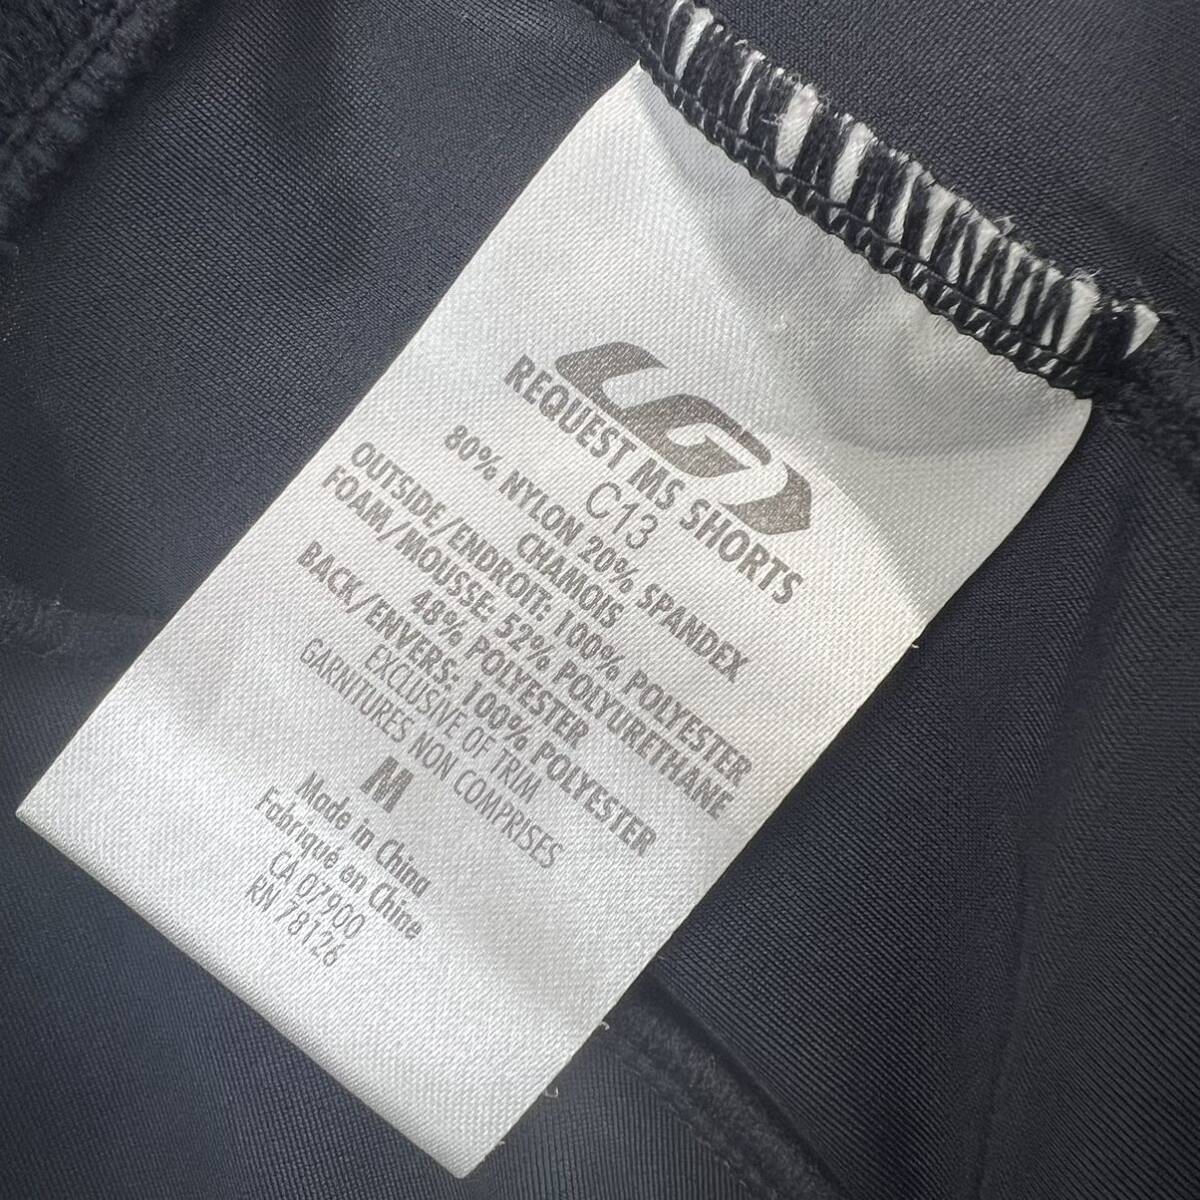 LG
REQUEST MS SHORTS
C13
80% NYLON 20% SPANDEX
CHAMOIS
OUTSIDE/ENDROIT: 100% POLYESTER
FOAM/MOUSSE: 52% POLYURETHANE
48% POLYESTER
BACK/ENVERS: 100% POLYESTER
EXCLUSIVE OF TRIM
GARNITURES NON COMPRISES
M
Made in China
Fabriqué en Chine
CA 07900
RN 78126